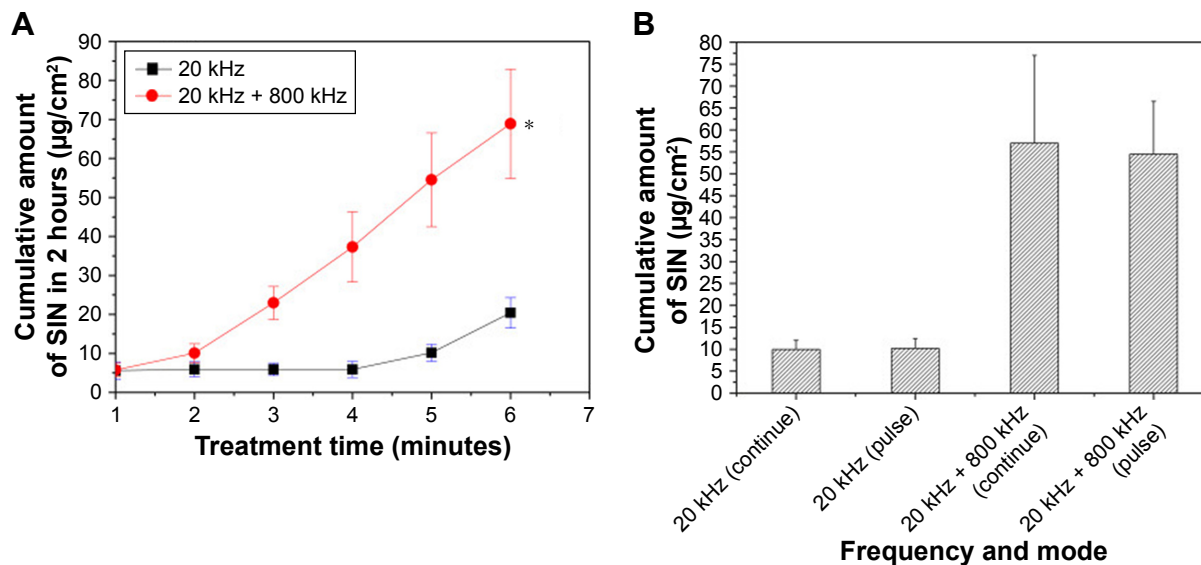 A
Cumulative amount
of SIN in 2 hours (µg/cm²)
90
80
70
60
50
40
30
20
10
0
20 kHz
20 kHz + 800 kHz
*
1 2 3 4 5 6 7
Treatment time (minutes)
B
Cumulative amount
of SIN (µg/cm²)
80
75
70
65
60
55
50
45
40
35
30
25
20
15
10
5
0
20 kHz (continue)
20 kHz (pulse)
20 kHz + 800 kHz
(continue)
20 kHz + 800 kHz
(pulse)
Frequency and mode